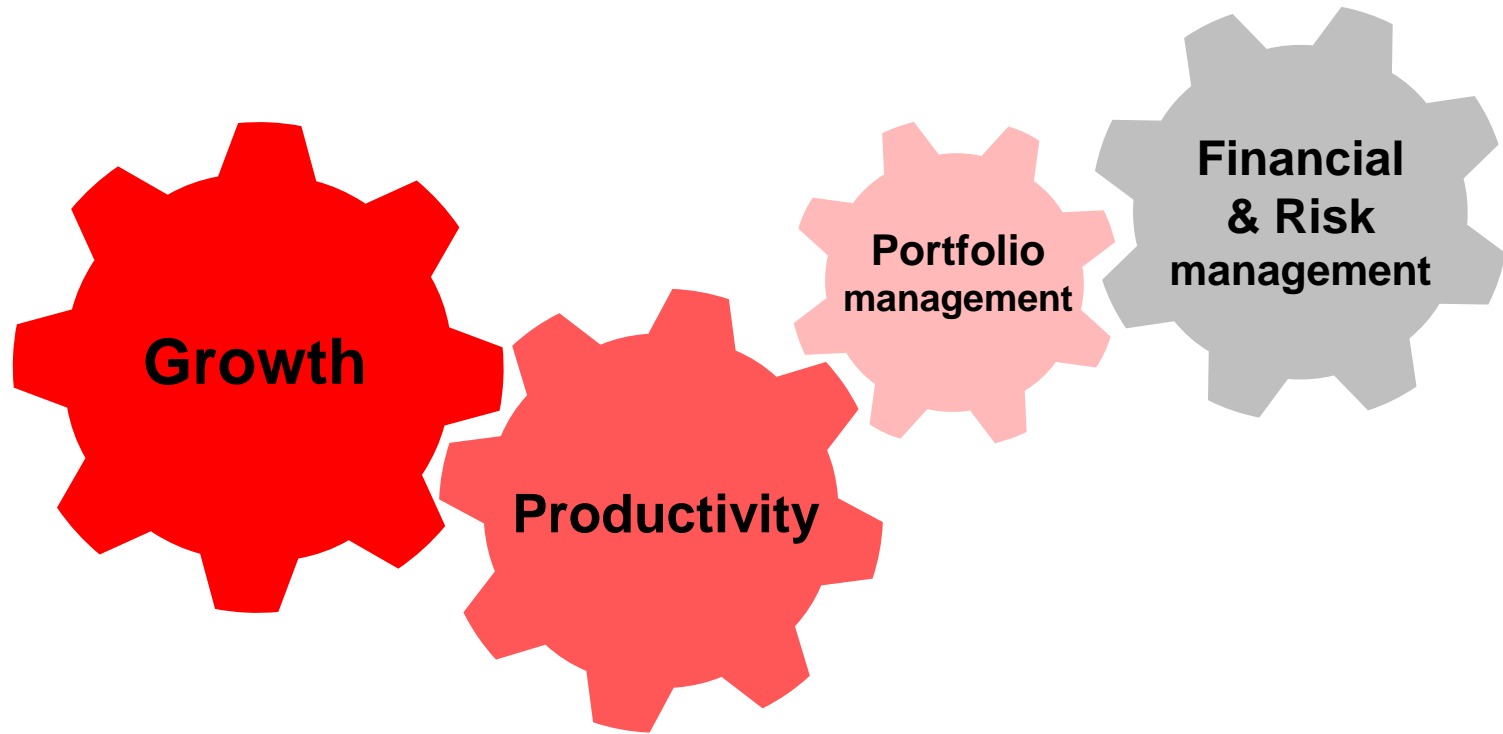 Growth
Productivity
Portfolio
management
Financial
& Risk
management